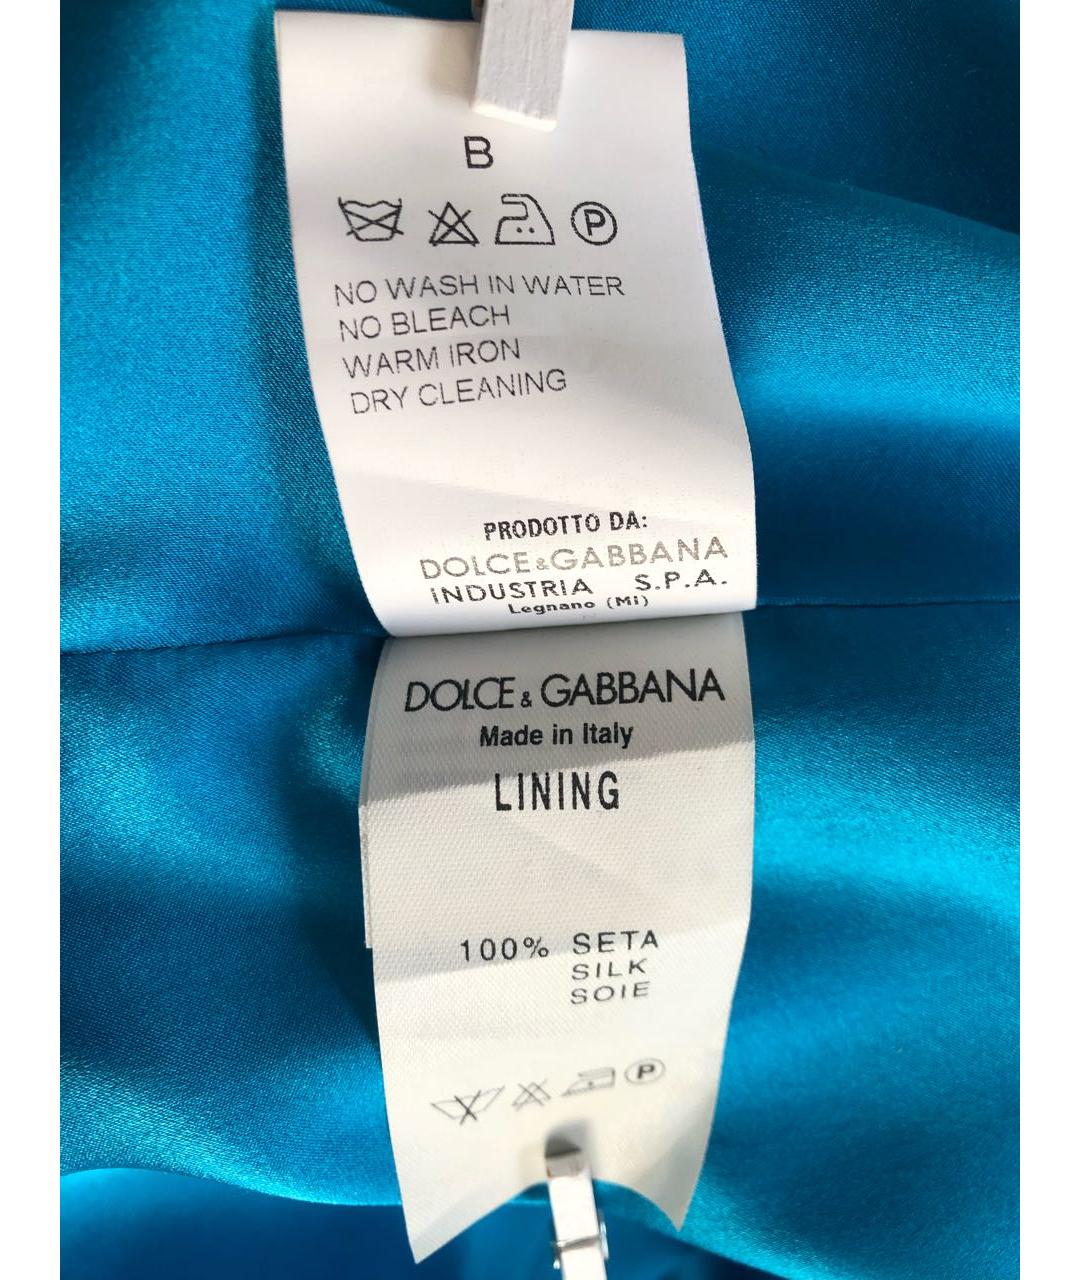 B
P
NO WASH IN WATER
NO BLEACH
WARM IRON
DRY CLEANING
PRODOTTO DA:
DOLCE&GABBANA
INDUSTRIA S.P.A.
Legnano (MI)
DOLCE & GABBANA
Made in Italy
LINING
100% SETA
SILK
SOIE
P